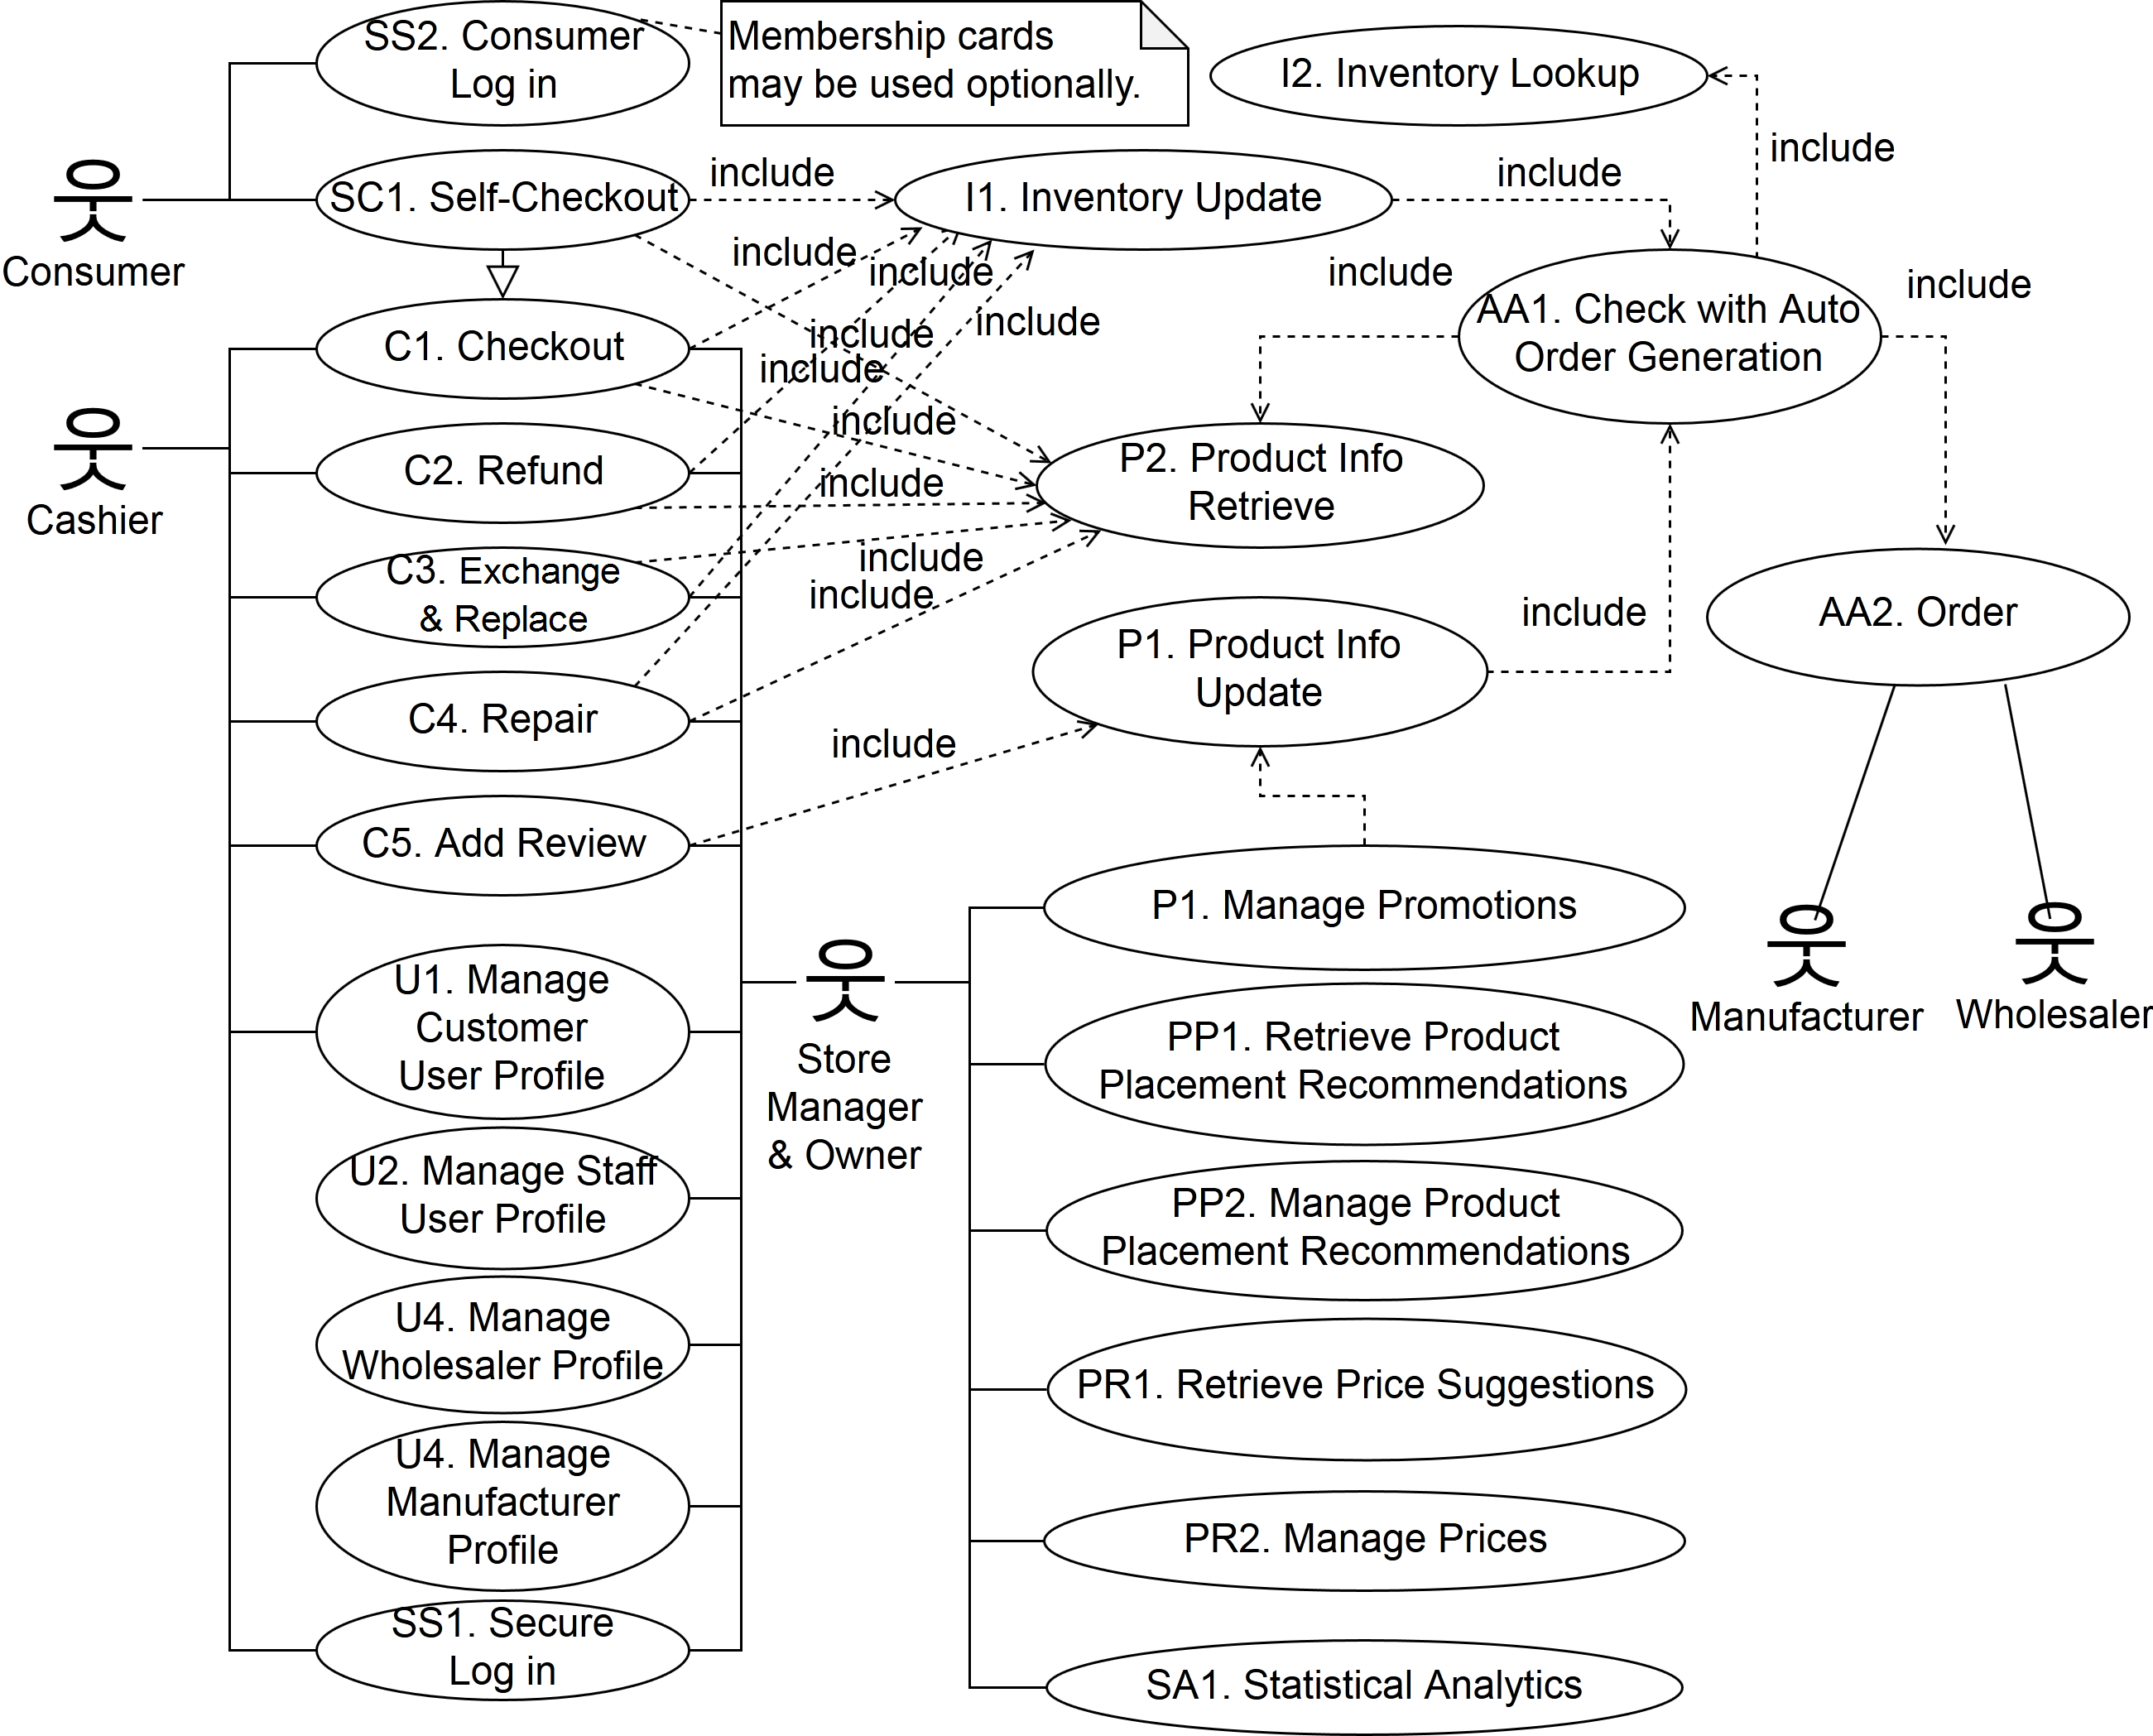 SS2. Consumer
Log in
Membership cards
may be used optionally.
I2. Inventory Lookup
include
SC1. Self-Checkout
include
I1. Inventory Update
include
Consumer
include
include
include
include
AA1. Check with Auto
Order Generation
include
C1. Checkout
include
include
include
include
P2. Product Info
Retrieve
C2. Refund
include
Cashier
include
C3. Exchange
& Replace
include
include
AA2. Order
P1. Product Info
Update
C4. Repair
include
C5. Add Review
P1. Manage Promotions
U1. Manage
Customer
User Profile
Store
Manager
& Owner
Manufacturer
Wholesaler
PP1. Retrieve Product
Placement Recommendations
U2. Manage Staff
User Profile
PP2. Manage Product
Placement Recommendations
U4. Manage
Wholesaler Profile
PR1. Retrieve Price Suggestions
U4. Manage
Manufacturer
Profile
PR2. Manage Prices
SS1. Secure
Log in
SA1. Statistical Analytics